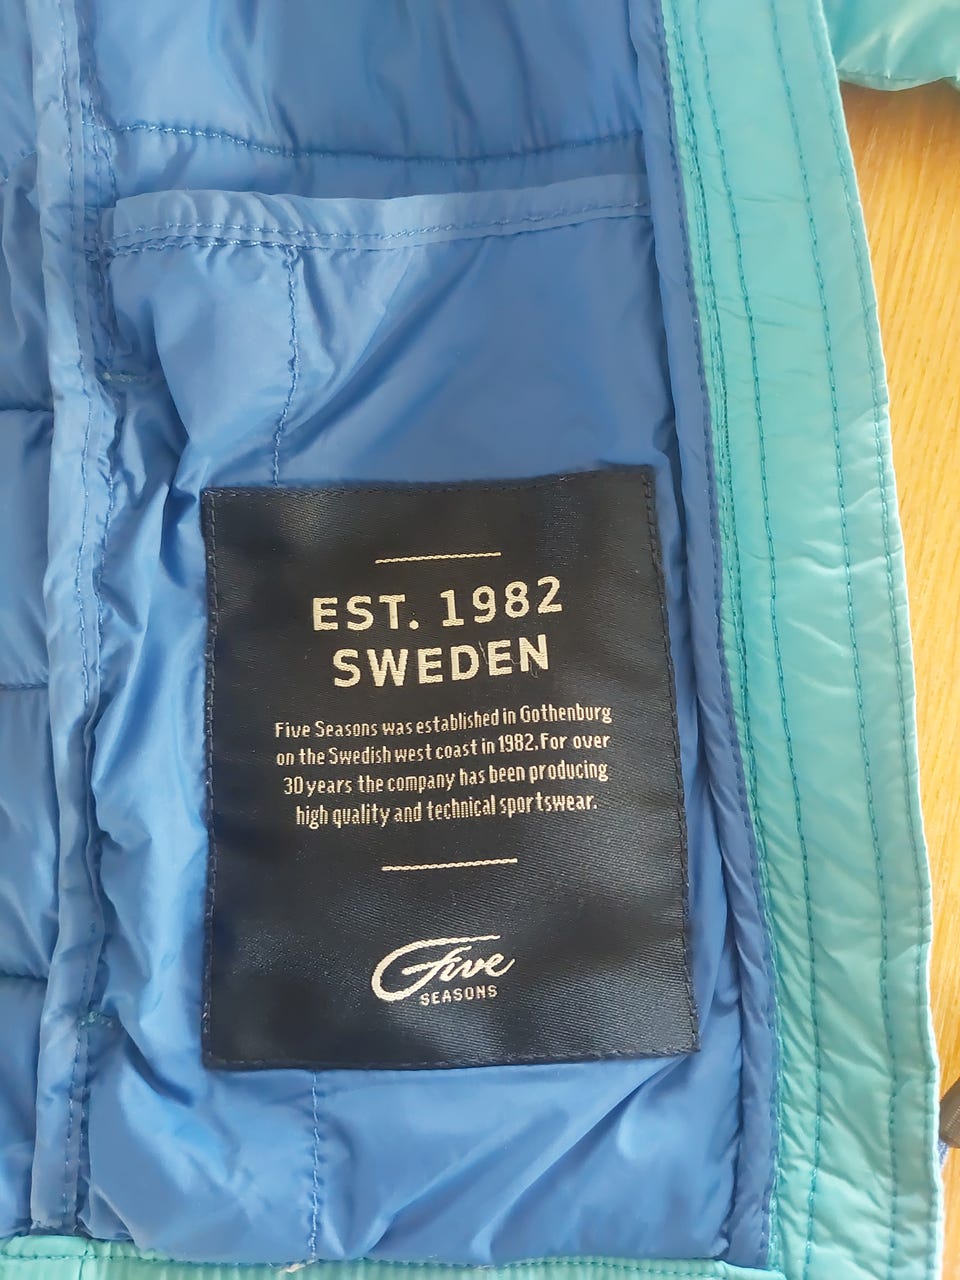 EST. 1982
SWEDEN
Five Seasons was established in Gothenburg
on the Swedish west coast in 1982.For over
30 years the company has been producing
high quality and technical sportswear.
Five
SEASONS